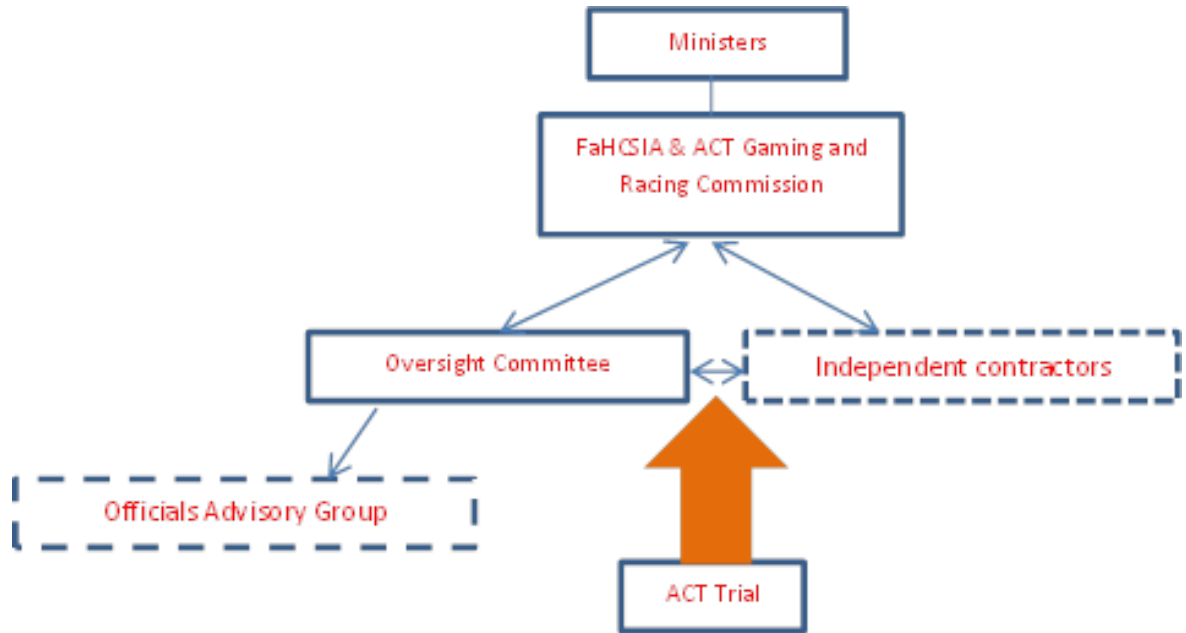 Ministers
FaHCSIA & ACT Gaming and
Racing Commission
Oversight Committee
Independent contractors
Officials Advisory Group
ACT Trial